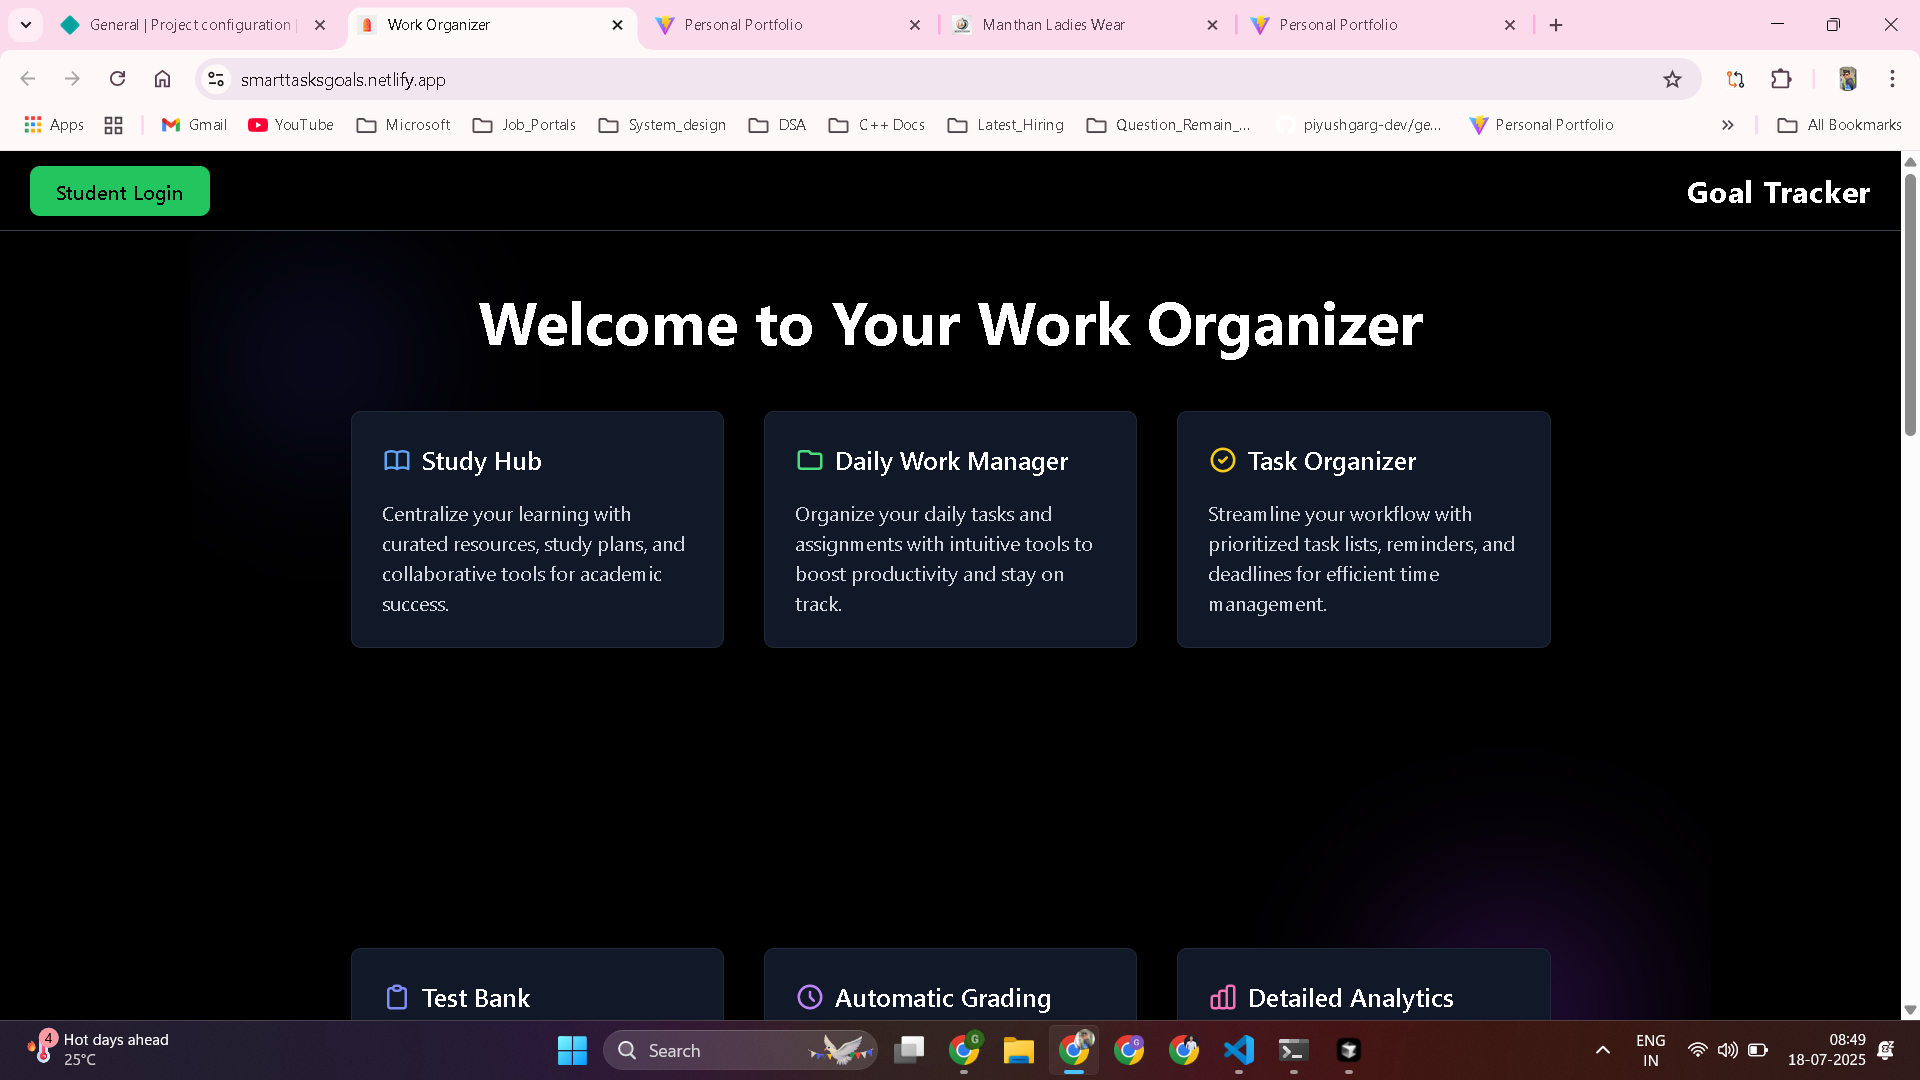 General | Project configuration |
Work Organizer
Personal Portfolio
Manthan Ladies Wear
Personal Portfolio
smarttasksgoals.netlify.app
Apps
Gmail
YouTube
Microsoft
Job_Portals
System_design
DSA
C++ Docs
Latest_Hiring
Question_Remain_...
piyushgarg-dev/ge...
Personal Portfolio
All Bookmarks
Student Login
Goal Tracker
Welcome to Your Work Organizer
Study Hub
Centralize your learning with
curated resources, study plans, and
collaborative tools for academic
success.
Daily Work Manager
Organize your daily tasks and
assignments with intuitive tools to
boost productivity and stay on
track.
Task Organizer
Streamline your workflow with
prioritized task lists, reminders, and
deadlines for efficient time
management.
Test Bank
Automatic Grading
Detailed Analytics
4
Hot days ahead
25°C
Search
G
G
ENG
IN
08:49
18-07-2025